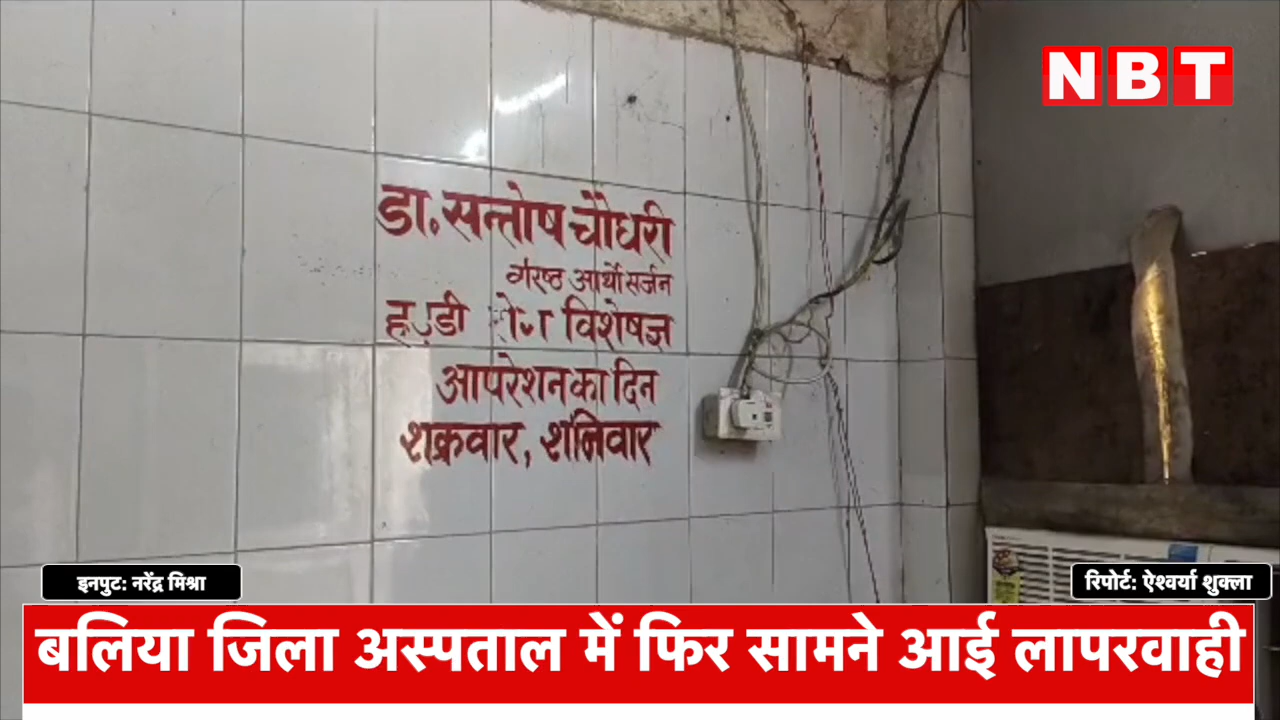 NBT
डा. सन्तोष चौधरी
आर्थो सर्जन
विशेषज्ञ
आपरेशन का दिन
शक्रवार, शनिवार
इनपुट: नरेंद्र मिश्रा
रिपोर्ट: ऐश्वर्या शुक्ला
बलिया जिला अस्पताल में फिर सामने आई लापरवाही